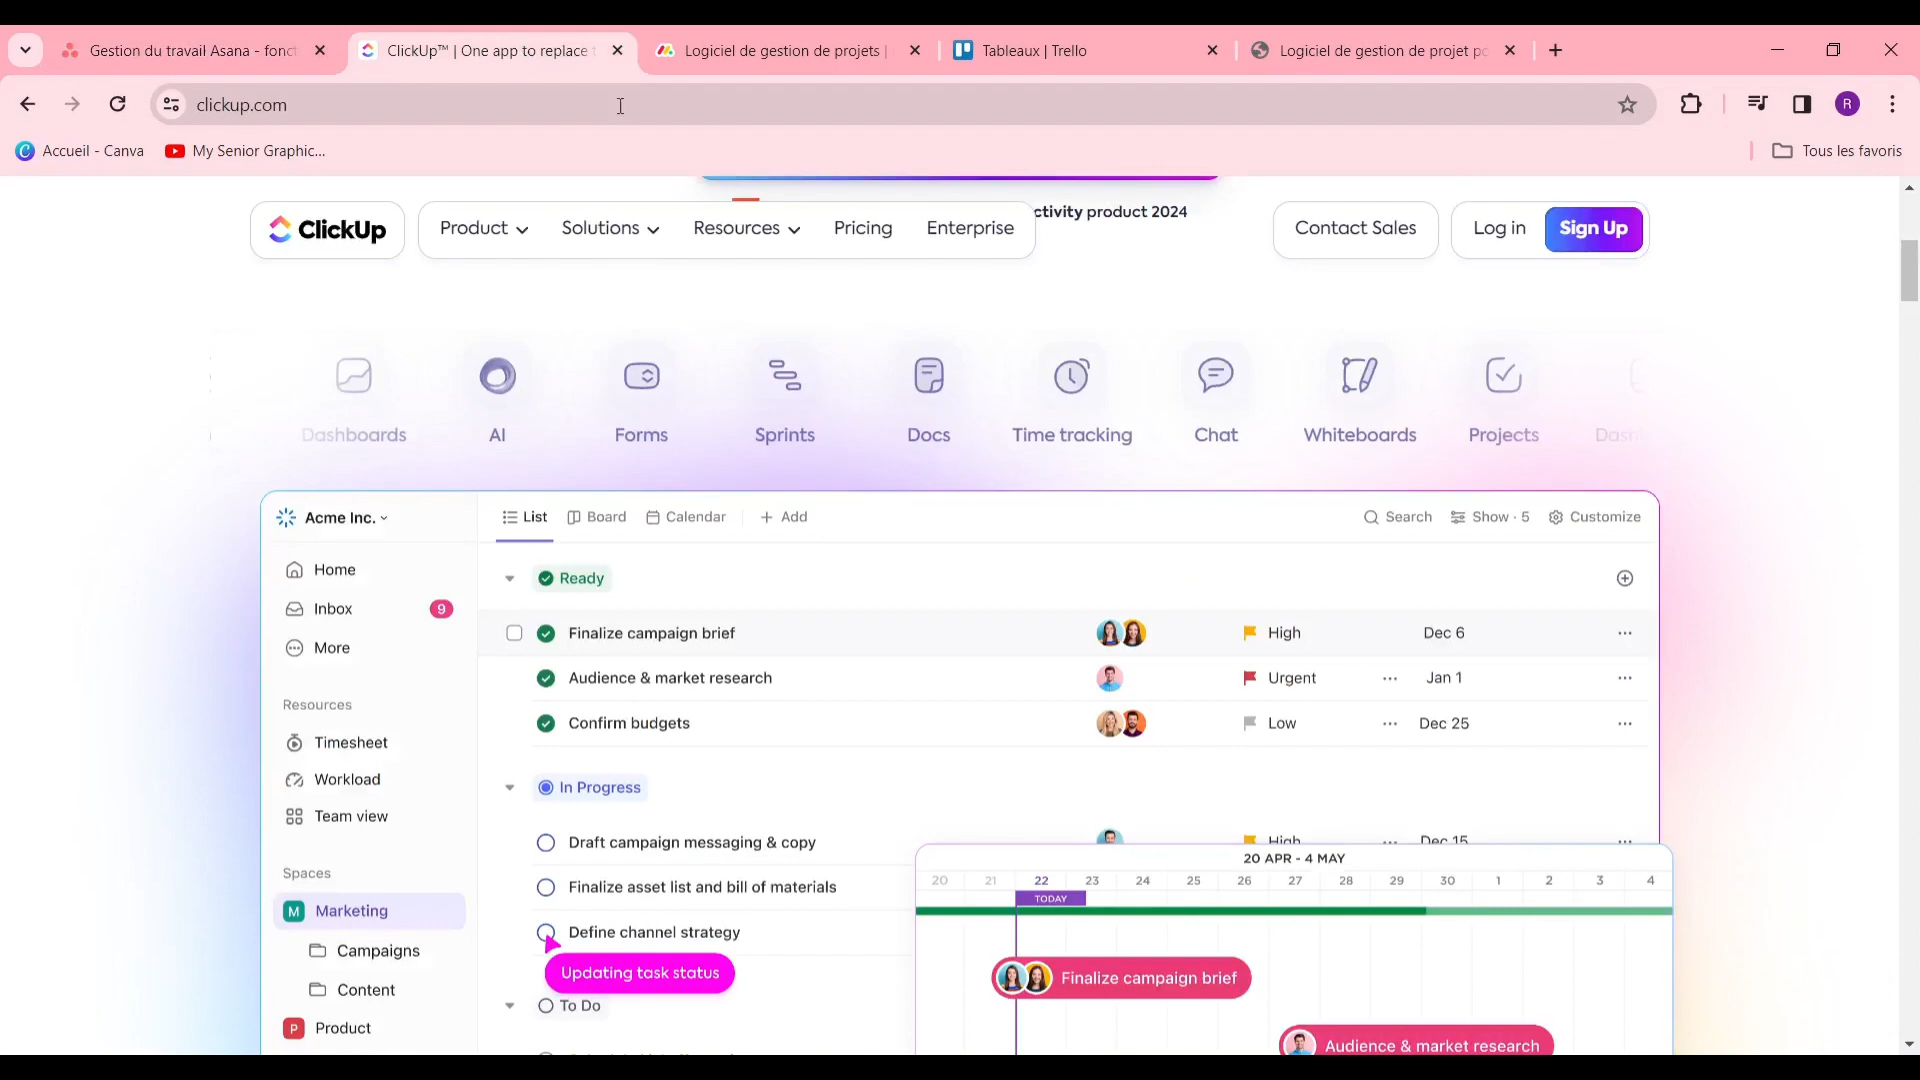 Gestion du travail Asana - fonct
ClickUp™ | One app to replace
Logiciel de gestion de projets |
Tableaux | Trello
Logiciel de gestion de projet po
clickup.com
R
Accueil - Canva
My Senior Graphic...
Tous les favoris
ctivity product 2024
ClickUp
Product
Solutions
Resources
Pricing
Enterprise
Contact Sales
Log in
Sign Up
Dashboards
AI
Forms
Sprints
Docs
Time tracking
Chat
Whiteboards
Projects
Dash
Acme Inc.
List
Board
Calendar
+ Add
Search
Show · 5
Customize
Home
Inbox 9
More
Resources
Timesheet
Workload
Team view
Spaces
M Marketing
Campaigns
Content
P Product
Ready
Finalize campaign brief High Dec 6 ...
Audience & market research Urgent ... Jan 1 ...
Confirm budgets Low ... Dec 25 ...
In Progress
Draft campaign messaging & copy High ... Dec 15 ...
Finalize asset list and bill of materials
Define channel strategy
Updating task status
To Do
20 APR - 4 MAY
20 21 22 23 24 25 26 27 28 29 30 1 2 3 4
TODAY
Finalize campaign brief
Audience & market research